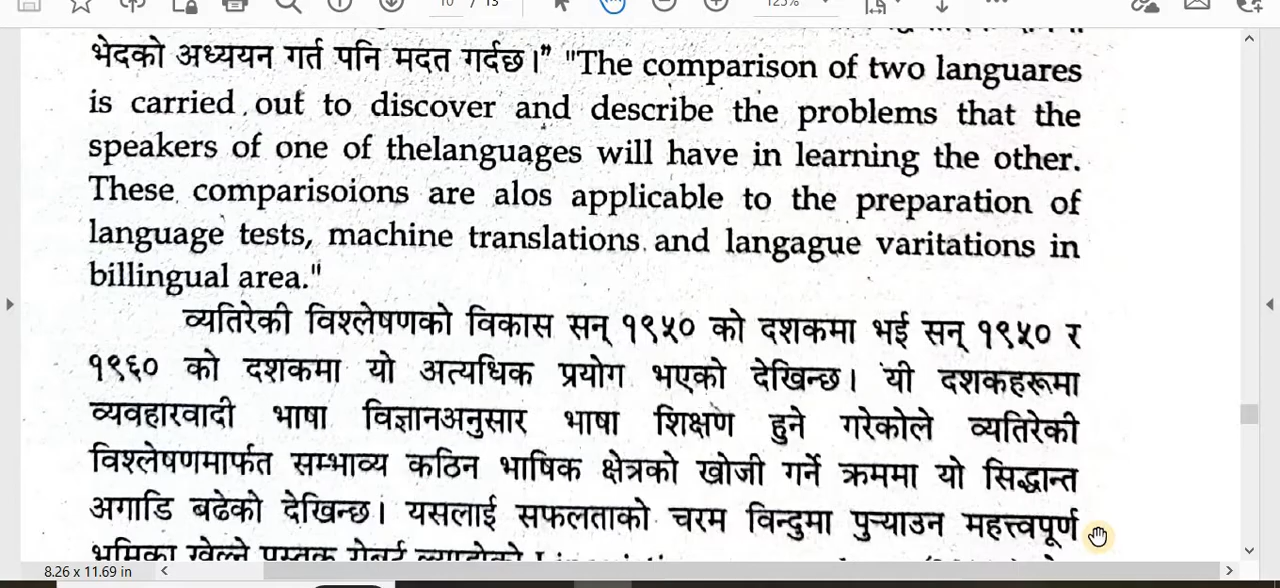 10 / 13 125%
भेदको अध्ययन गर्त पनि मदत गर्दछ।” "The comparison of two languares
is carried out to discover and describe the problems that the
speakers of one of thelanguages will have in learning the other.
These comparisoions are alos applicable to the preparation of
language tests, machine translations and langague varitations in
billingual area."
व्यतिरेकी विश्लेषणको विकास सन् १९५० को दशकमा भई सन् १९५० र
१९६० को दशकमा यो अत्यधिक प्रयोग भएको देखिन्छ। यी दशकहरूमा
व्यवहारवादी भाषा विज्ञानअनुसार भाषा शिक्षण हुने गरेकोले व्यतिरेकी
विश्लेषणमार्फत सम्भाव्य कठिन भाषिक क्षेत्रको खोजी गर्ने क्रममा यो सिद्धान्त
अगाडि बढेको देखिन्छ। यसलाई सफलताको चरम विन्दुमा पुऱ्याउन महत्त्वपूर्ण
भूमिका खेल्ने पुस्तक
8.26 x 11.69 in